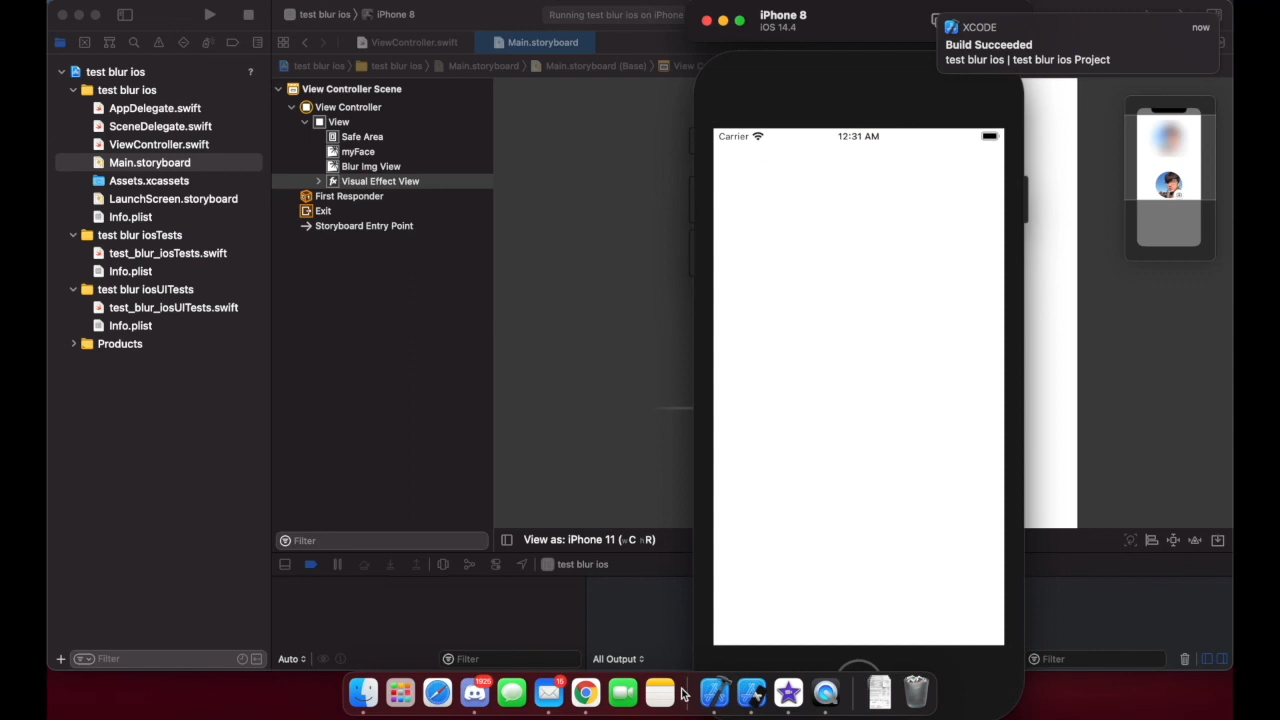 test blur ios
iPhone 8
Running test blur ios on iPhone
iPhone 8
iOS 14.4
XCODE
now
Build Succeeded
test blur ios | test blur ios Project
ViewController.swift
Main.storyboard
test blur ios
test blur ios
Main.storyboard
Main.storyboard (Base)
View C
test blur ios
?
test blur ios
AppDelegate.swift
SceneDelegate.swift
ViewController.swift
Main.storyboard
Assets.xcassets
LaunchScreen.storyboard
Info.plist
test blur iosTests
test_blur_iosTests.swift
Info.plist
test blur iosUITests
test_blur_iosUITests.swift
Info.plist
Products
View Controller Scene
View Controller
View
Safe Area
myFace
Blur Img View
Visual Effect View
First Responder
Exit
Storyboard Entry Point
Carrier
12:31 AM
Filter
View as: iPhone 11 (wC hR)
test blur ios
Filter
Auto
Filter
All Output
Filter
1925
16